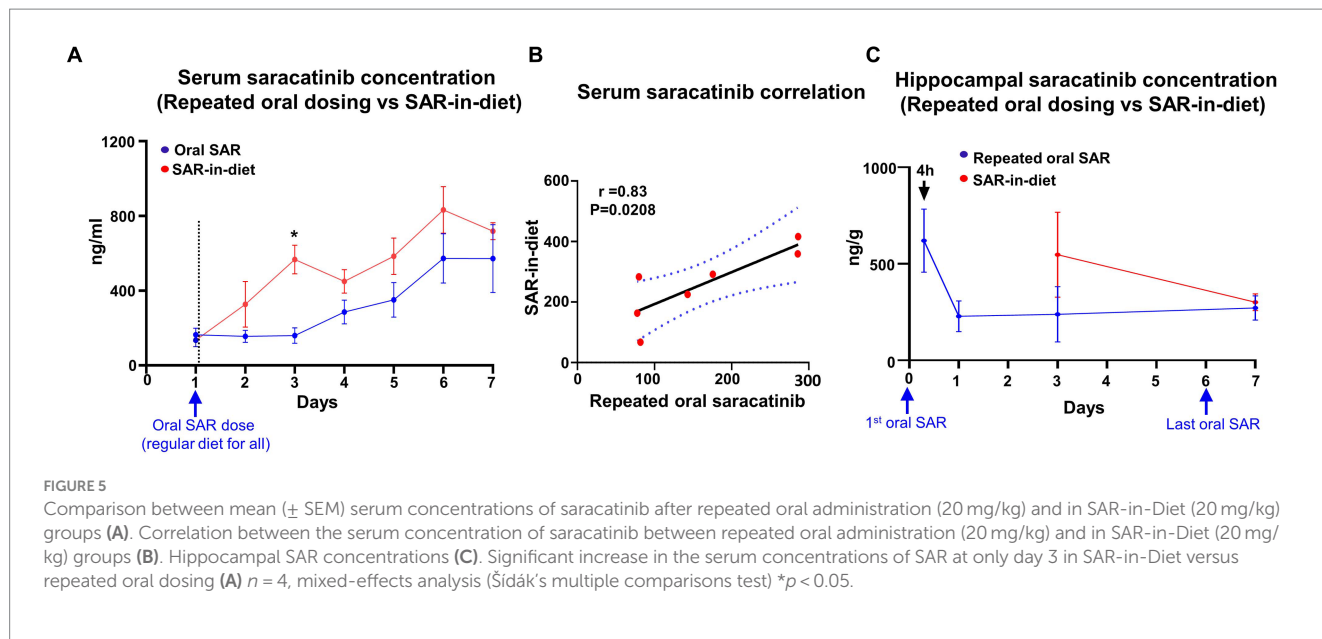 A
Serum saracatinib concentration
(Repeated oral dosing vs SAR-in-diet)
1200
800
400
0
ng/ml
Oral SAR
SAR-in-diet
*
0 1 2 3 4 5 6 7
Days
Oral SAR dose
(regular diet for all)
B
Serum saracatinib correlation
600
400
200
0
SAR-in-diet
r =0.83
P=0.0208
100 200 300
Repeated oral saracatinib
C
Hippocampal saracatinib concentration
(Repeated oral dosing vs SAR-in-diet)
1000
500
0
ng/g
4h
Repeated oral SAR
SAR-in-diet
0 1 2 3 4 5 6 7
Days
1st oral SAR
Last oral SAR
FIGURE 5
Comparison between mean (± SEM) serum concentrations of saracatinib after repeated oral administration (20 mg/kg) and in SAR-in-Diet (20 mg/kg)
groups (A). Correlation between the serum concentration of saracatinib between repeated oral administration (20 mg/kg) and in SAR-in-Diet (20 mg/
kg) groups (B). Hippocampal SAR concentrations (C). Significant increase in the serum concentrations of SAR at only day 3 in SAR-in-Diet versus
repeated oral dosing (A) n = 4, mixed-effects analysis (Šídák's multiple comparisons test) *p < 0.05.